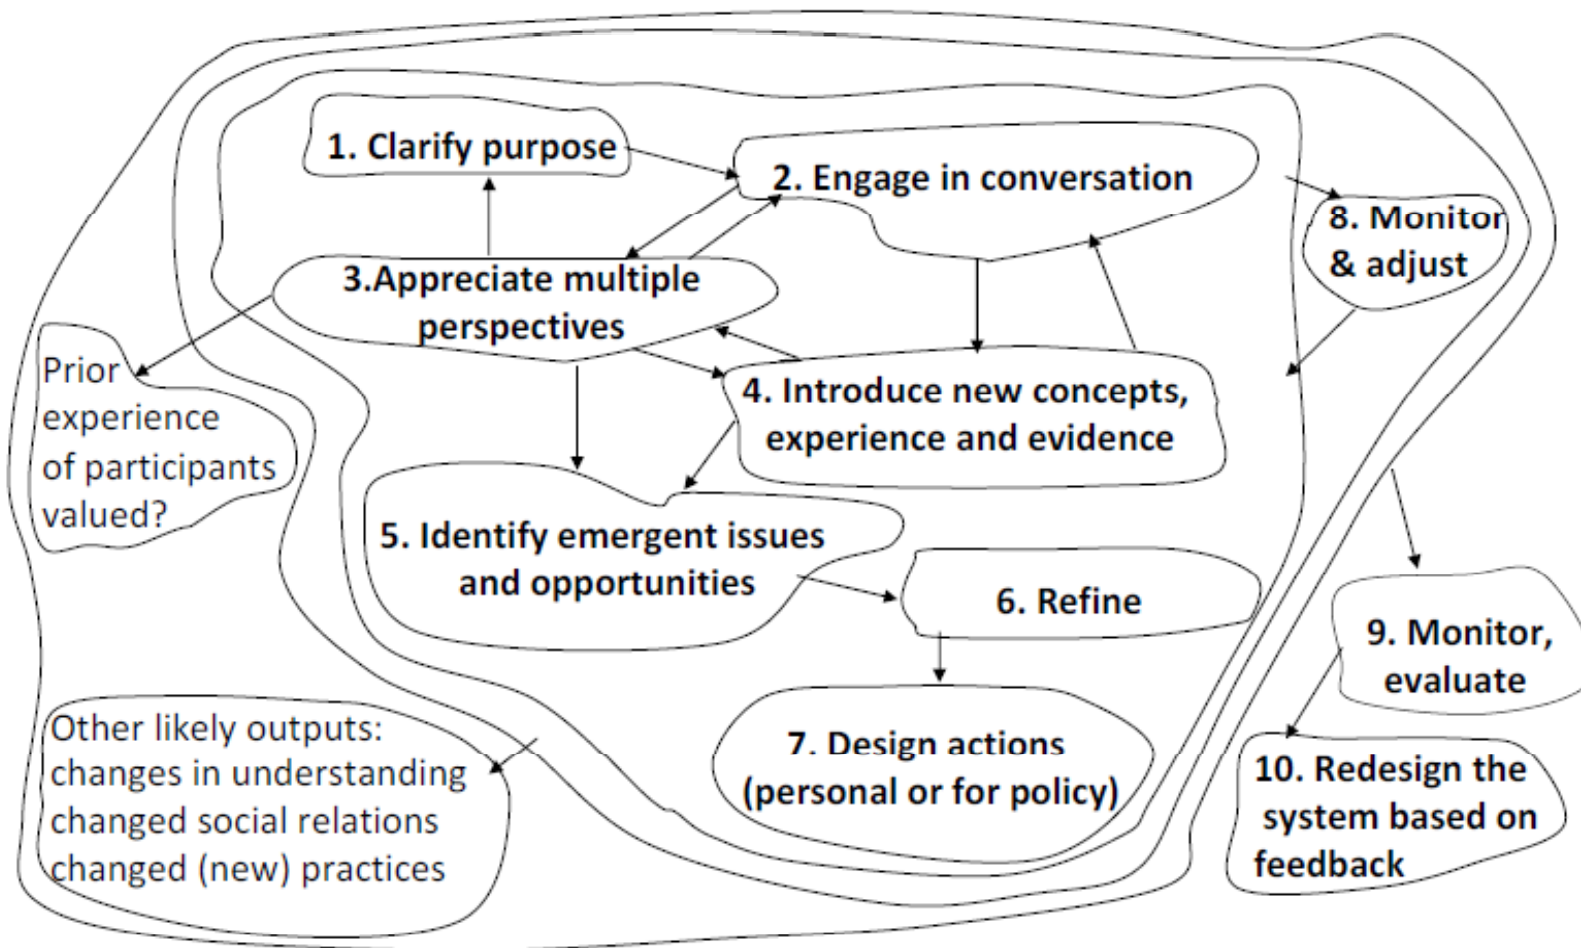 1. Clarify purpose
2. Engage in conversation
8. Monitor
& adjust
3.Appreciate multiple
perspectives
Prior
experience
of participants
valued?
4. Introduce new concepts,
experience and evidence
5. Identify emergent issues
and opportunities
6. Refine
9. Monitor,
evaluate
Other likely outputs:
changes in understanding
changed social relations
changed (new) practices
7. Design actions
(personal or for policy)
10. Redesign the
system based on
feedback